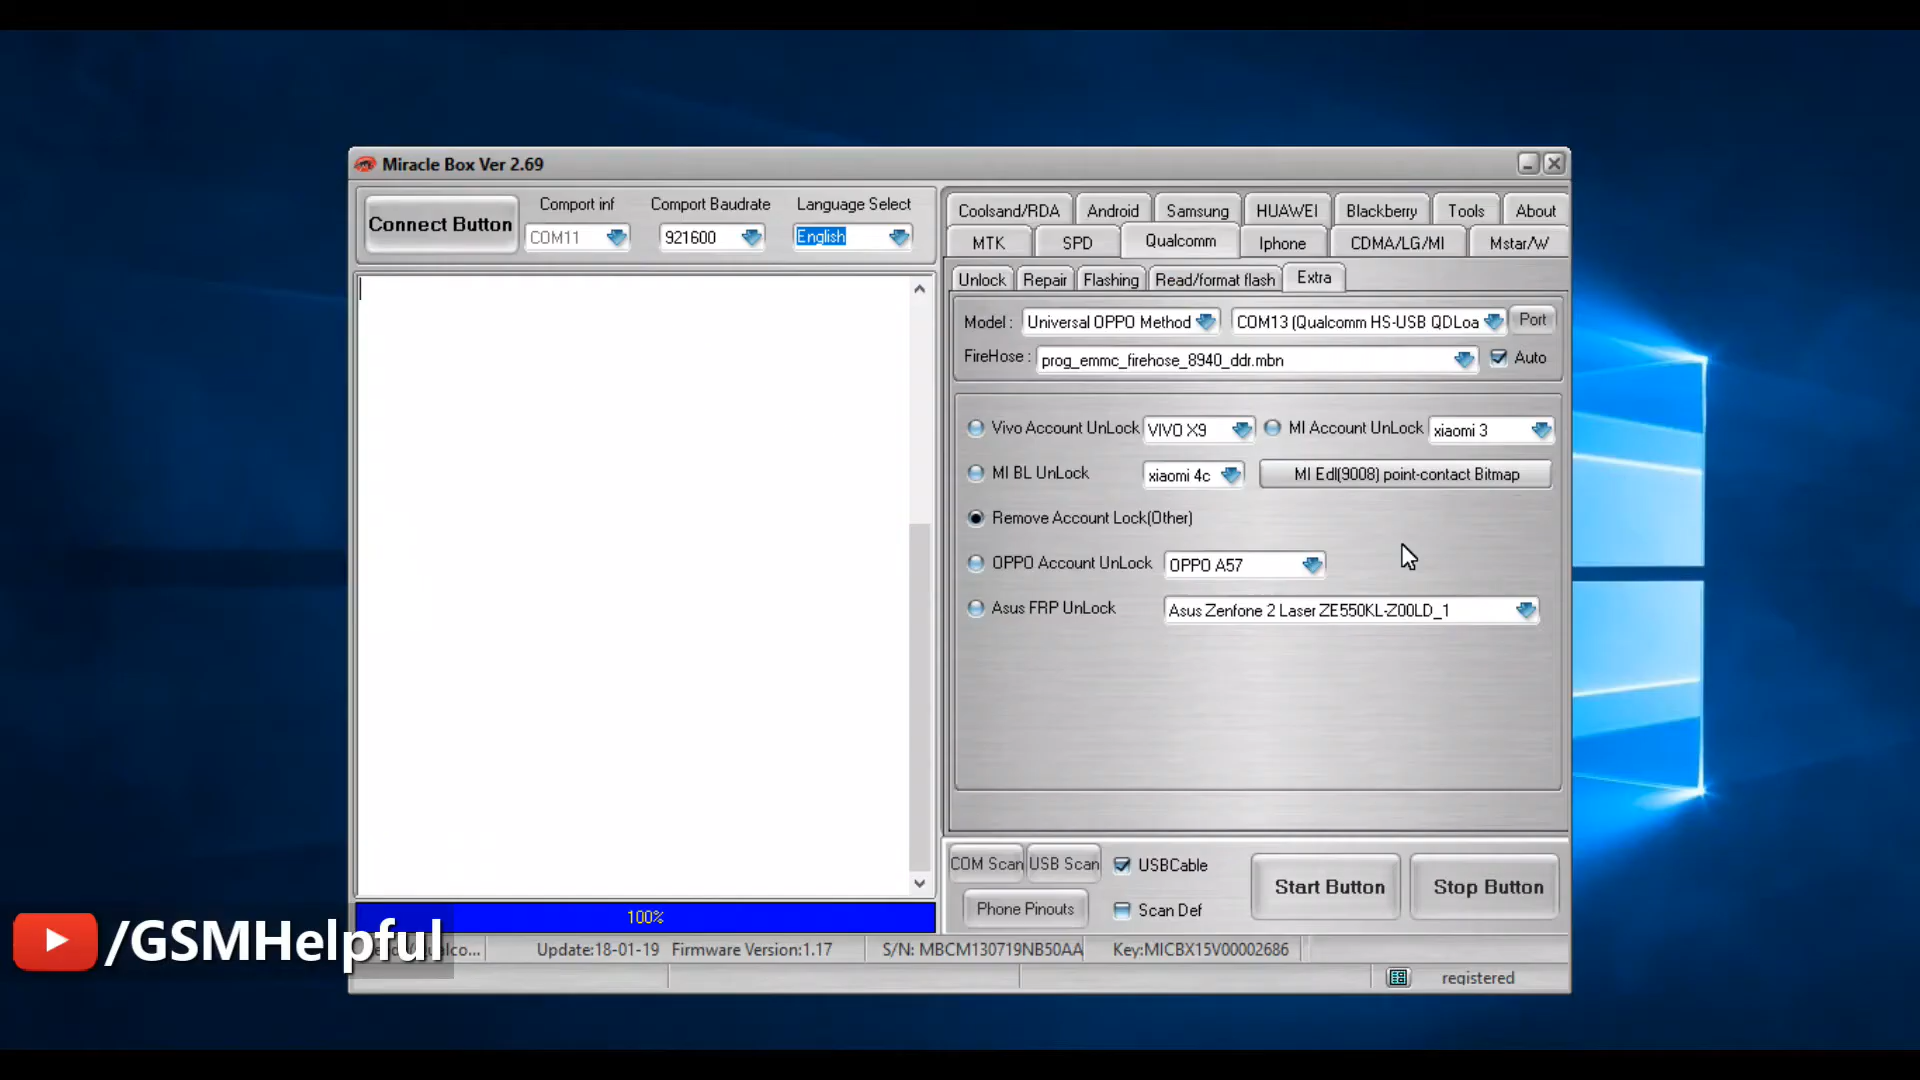 Miracle Box Ver 2.69
Connect Button
Comport inf
Comport Baudrate
Language Select
COM11
921600
English
Coolsand/RDA
Android
Samsung
HUAWEI
Blackberry
Tools
About
MTK
SPD
Qualcomm
Iphone
CDMA/LG/MI
Mstar/W
Unlock
Repair
Flashing
Read/format flash
Extra
Model :
Universal OPPO Method
COM13 (Qualcomm HS-USB QDLoa
Port
FireHose :
prog_emmc_firehose_8940_ddr.mbn
Auto
Vivo Account UnLock
VIVO X9
MI Account UnLock
xiaomi 3
MI BL UnLock
xiaomi 4c
MI Edl(9008) point-contact Bitmap
Remove Account Lock(Other)
OPPO Account UnLock
OPPO A57
Asus FRP UnLock
Asus Zenfone 2 Laser ZE550KL-Z00LD_1
COM Scan
USB Scan
USBCable
Start Button
Stop Button
Phone Pinouts
Scan Def
100%
/GSMHelpful
Update:18-01-19
Firmware Version:1.17
S/N: MBCM130719NB50AA
Key:MICBX15V00002686
registered